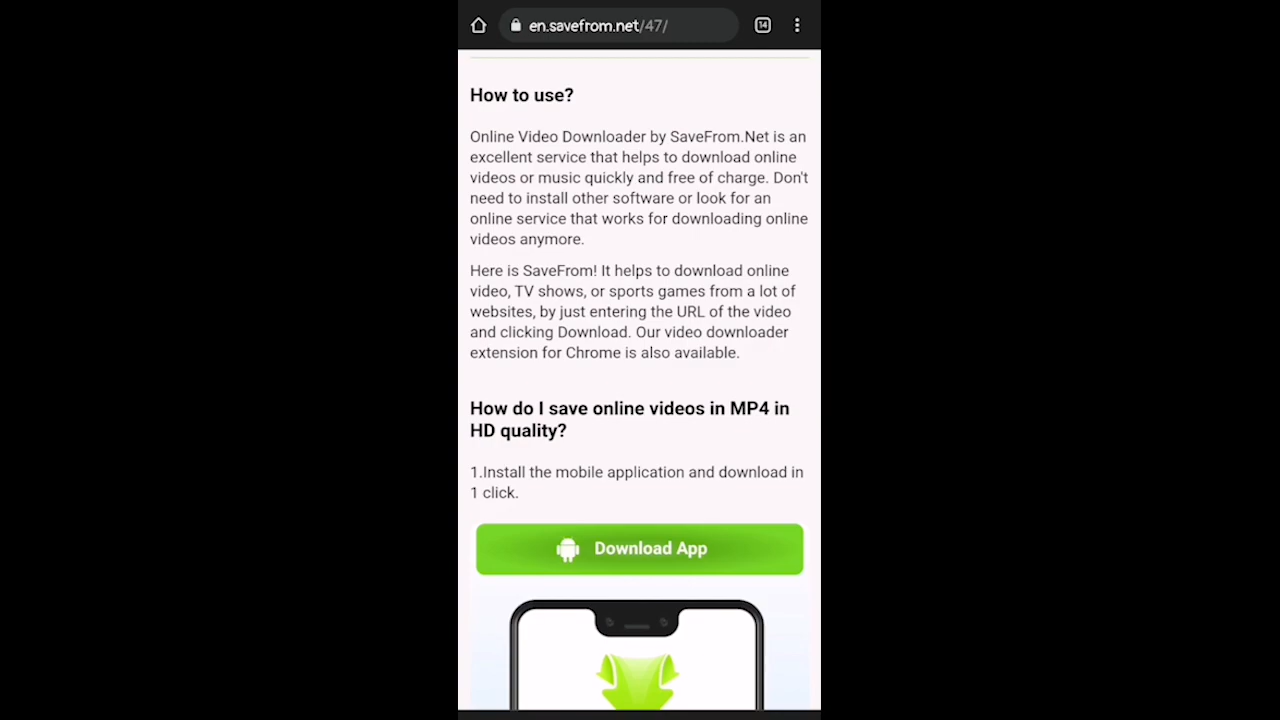 en.savefrom.net/47/
14
How to use?
Online Video Downloader by SaveFrom.Net is an
excellent service that helps to download online
videos or music quickly and free of charge. Don't
need to install other software or look for an
online service that works for downloading online
videos anymore.
Here is SaveFrom! It helps to download online
video, TV shows, or sports games from a lot of
websites, by just entering the URL of the video
and clicking Download. Our video downloader
extension for Chrome is also available.
How do I save online videos in MP4 in
HD quality?
1.Install the mobile application and download in
1 click.
Download App